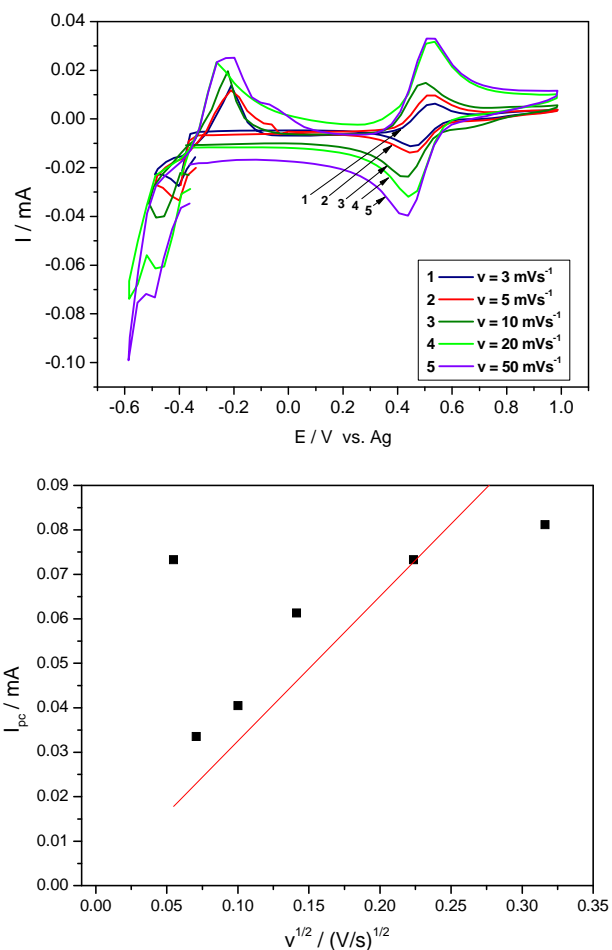 0.04
0.02
0.00
-0.02
-0.04
-0.06
-0.08
-0.10
I / mA
1
2
3
4
5
1 v = 3 mVs⁻¹
2 v = 5 mVs⁻¹
3 v = 10 mVs⁻¹
4 v = 20 mVs⁻¹
5 v = 50 mVs⁻¹
-0.6 -0.4 -0.2 0.0 0.2 0.4 0.6 0.8 1.0
E / V vs. Ag
0.09
0.08
0.07
0.06
0.05
0.04
0.03
0.02
0.01
0.00
I_pc / mA
0.00 0.05 0.10 0.15 0.20 0.25 0.30 0.35
v^1/2 / (V/s)^1/2